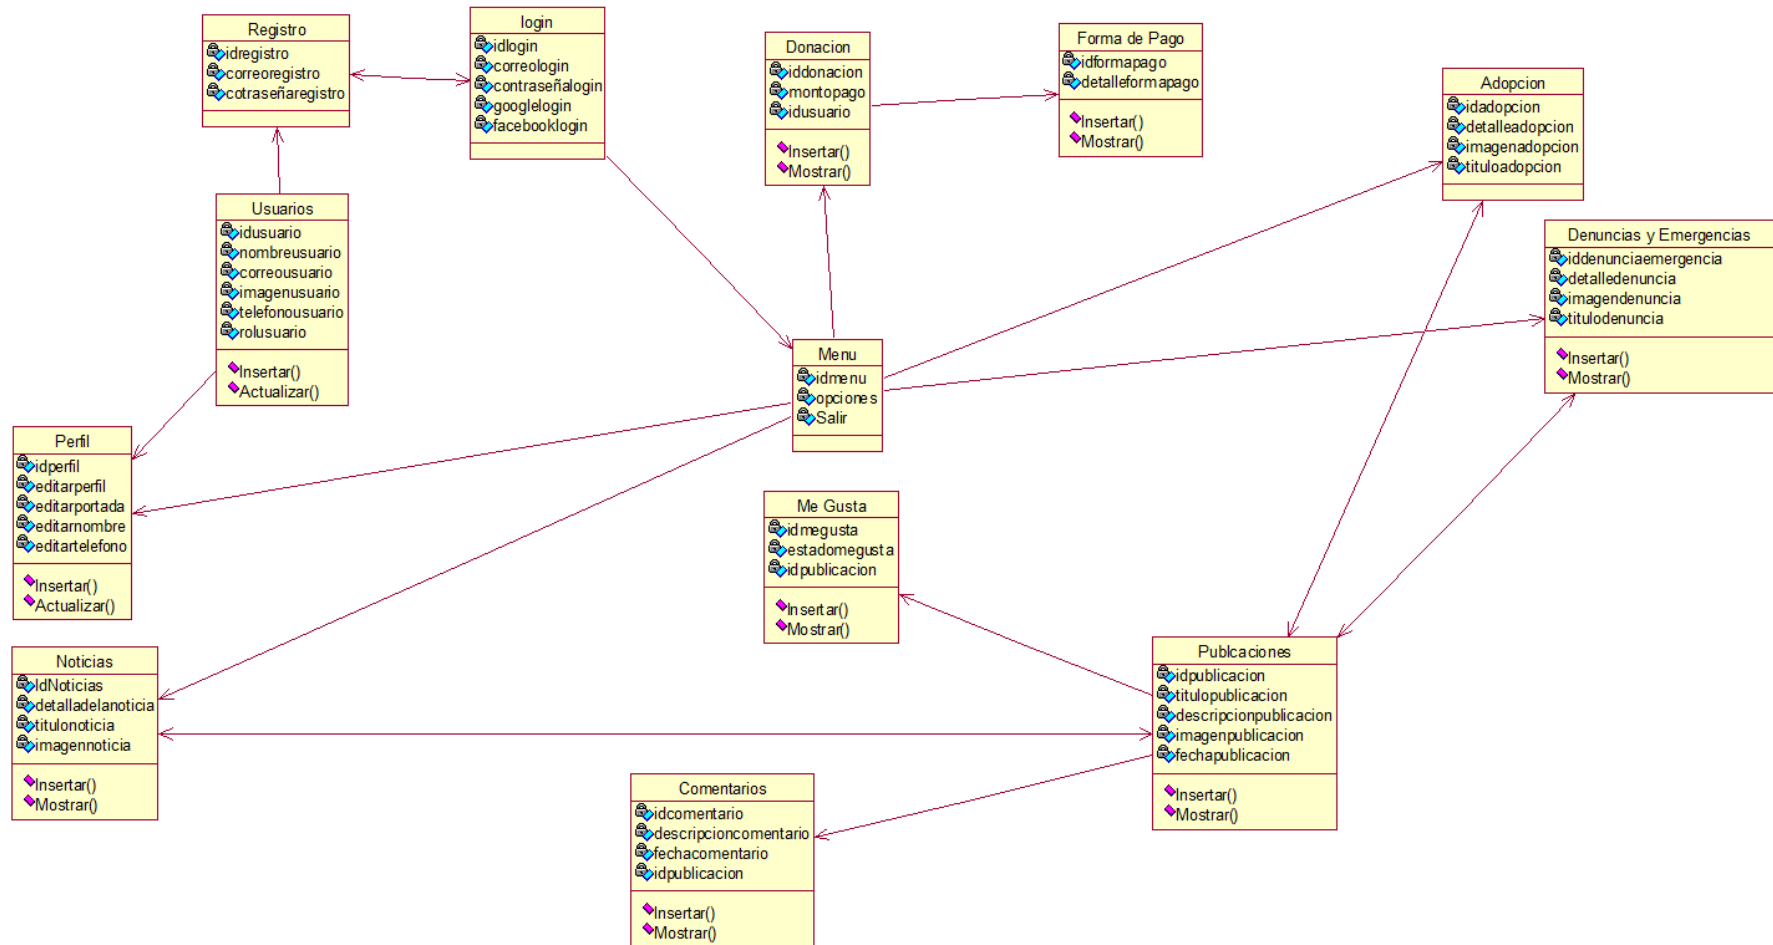 Registro
idregistro
correoregistro
cotraseñaregistro
login
idlogin
correologin
contraseñalogin
googlelogin
facebooklogin
Donacion
iddonacion
montopago
idusuario
Insertar()
Mostrar()
Forma de Pago
idformapago
detalleformapago
Insertar()
Mostrar()
Adopcion
idadopcion
detalleadopcion
imagenadopcion
tituloadopcion
Usuarios
idusuario
nombreusuario
correousuario
imagenusuario
telefonousuario
rolusuario
Insertar()
Actualizar()
Denuncias y Emergencias
iddenunciaemergencia
detalledenuncia
imagendenuncia
titulodenuncia
Insertar()
Mostrar()
Menu
idmenu
opciones
Salir
Perfil
idperfil
editarperfil
editarportada
editarnombre
editartelefono
Insertar()
Actualizar()
Me Gusta
idmegusta
estadomegusta
idpublicacion
Insertar()
Mostrar()
Noticias
IdNoticias
detalladelanoticia
titulonoticia
imagennoticia
Insertar()
Mostrar()
Publcaciones
idpublicacion
titulopublicacion
descripcionpublicacion
imagenpublicacion
fechapublicacion
Insertar()
Mostrar()
Comentarios
idcomentario
descripcioncomentario
fechacomentario
idpublicacion
Insertar()
Mostrar()